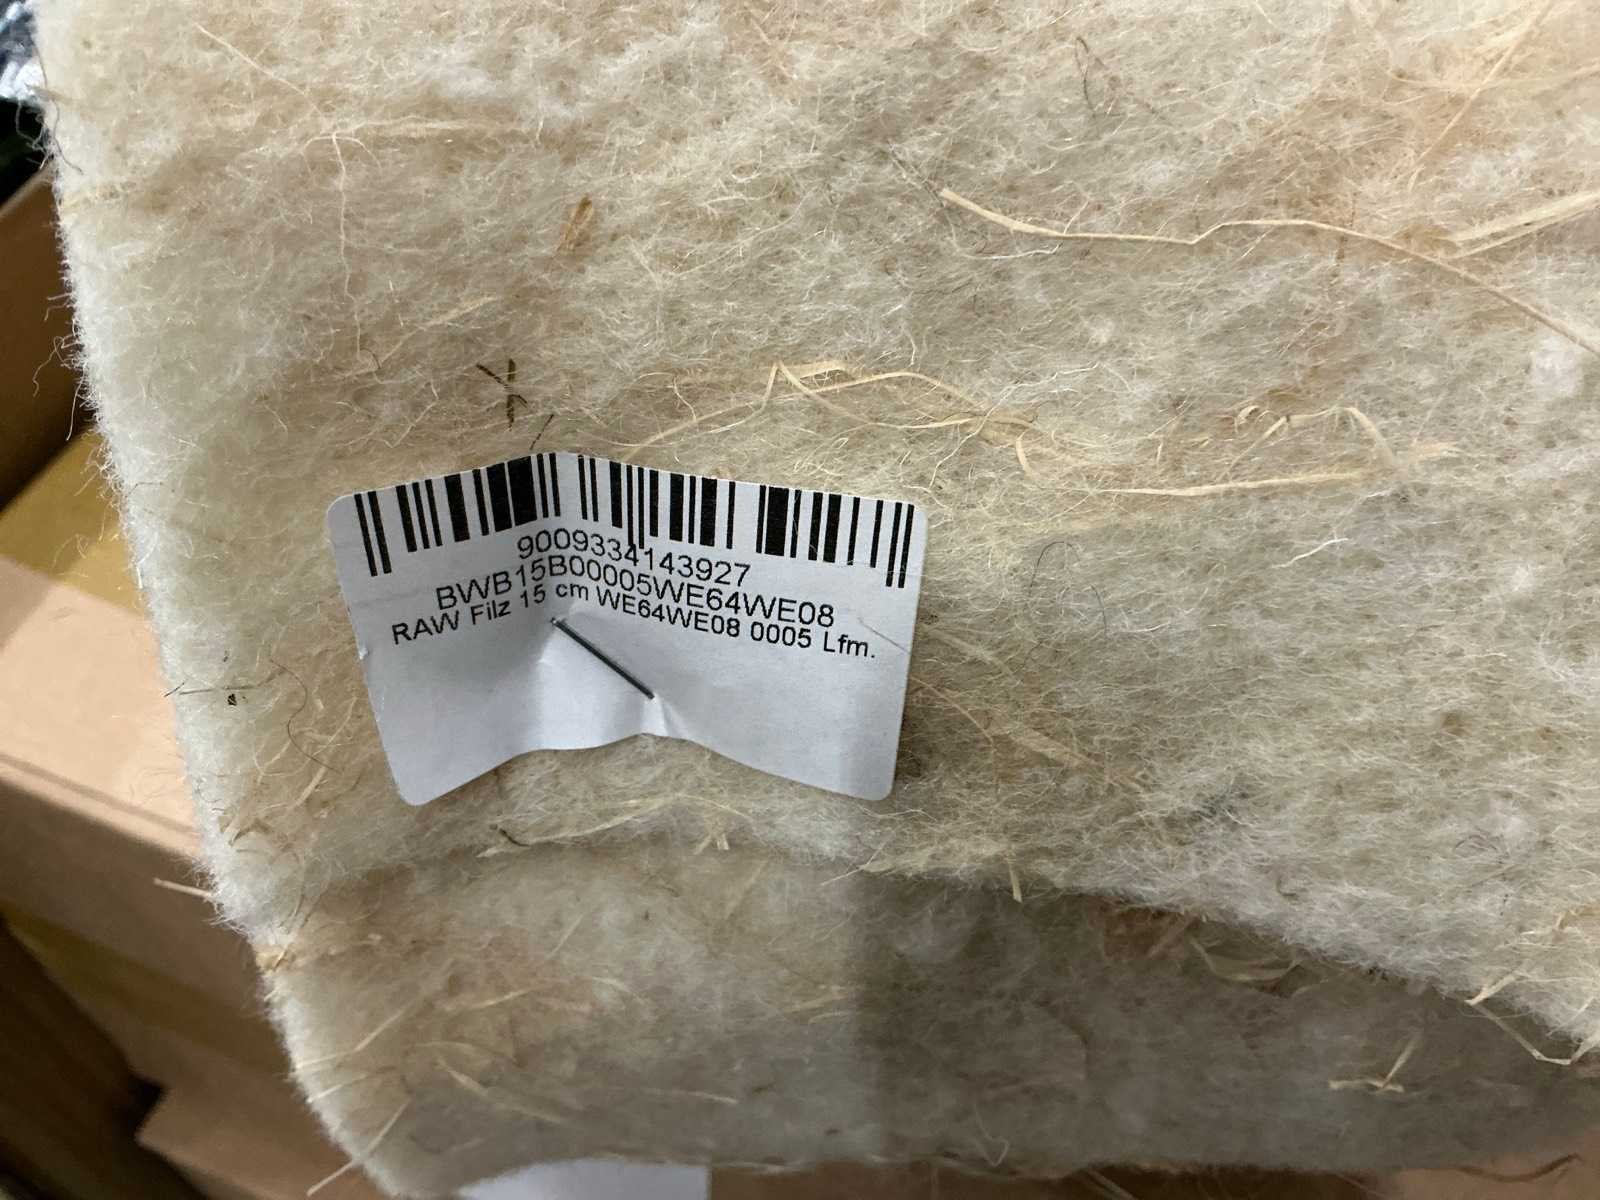 9009334143927
BWB15B00005WE64WE08
RAW Filz 15 cm WE64WE08 0005 Lfm.